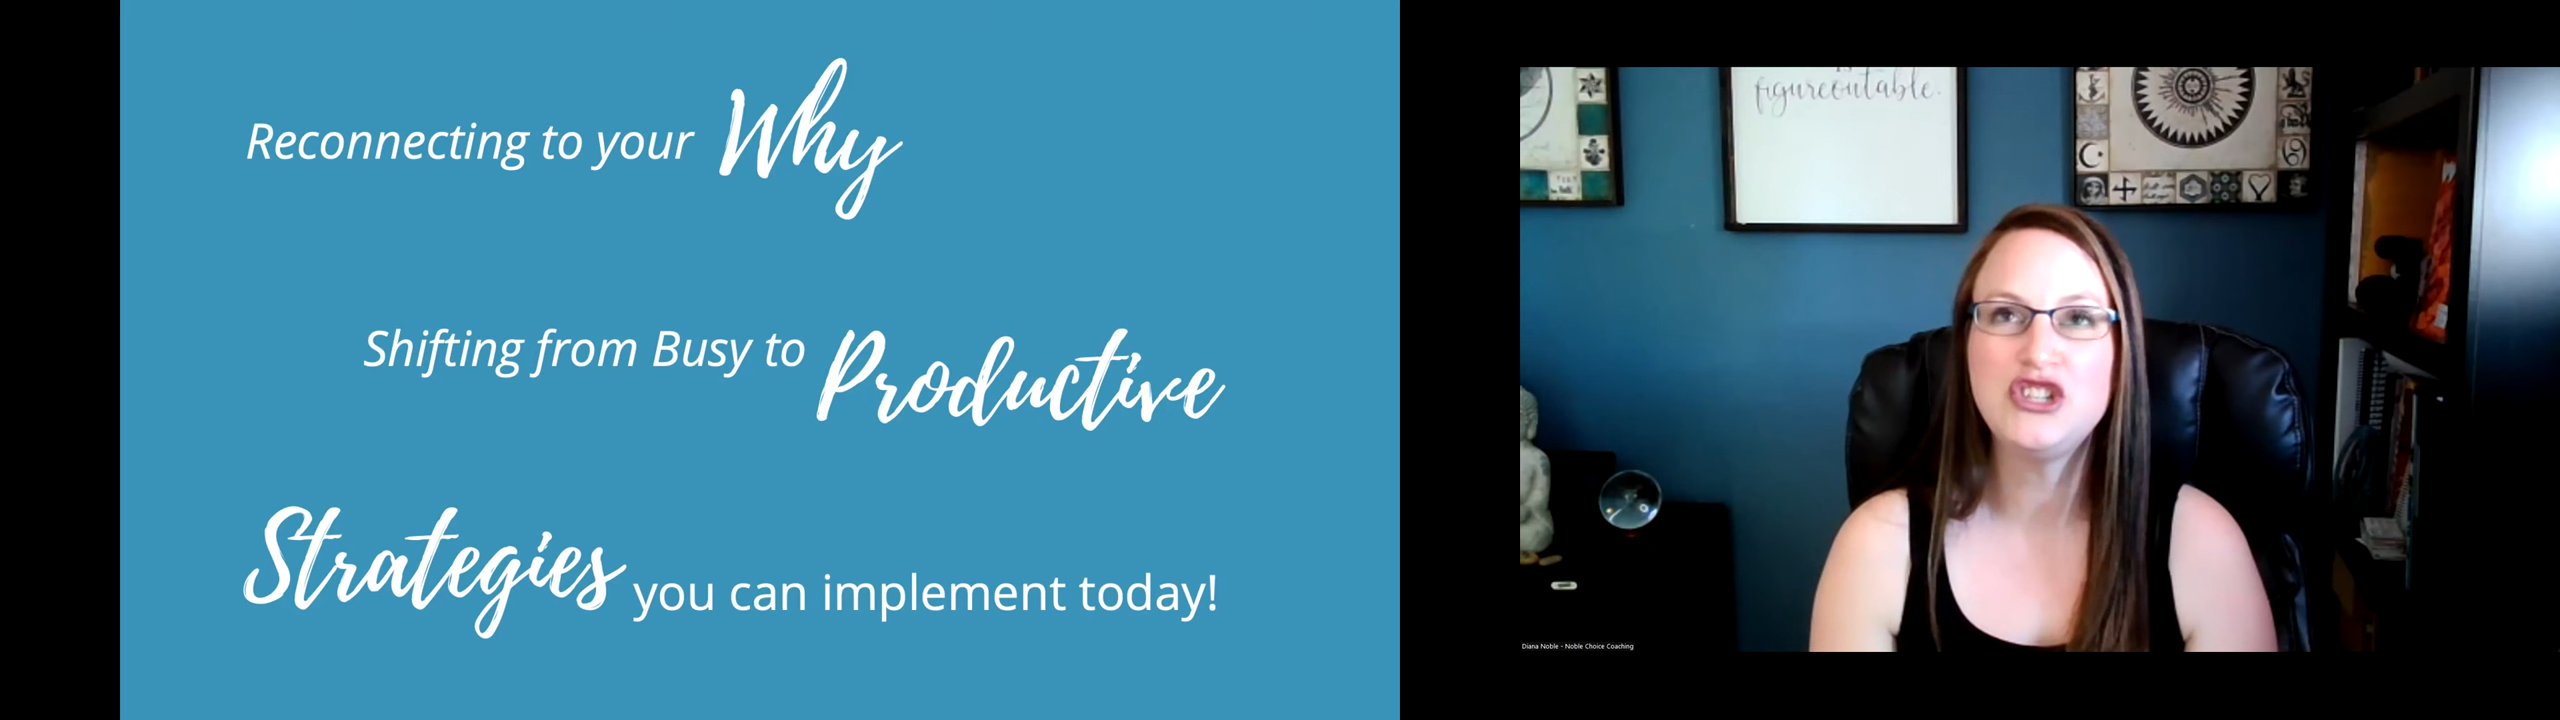 Reconnecting to your Why
Shifting from Busy to Productive
Strategies you can implement today!
figureoutable.
Diana Noble - Noble Choice Coaching